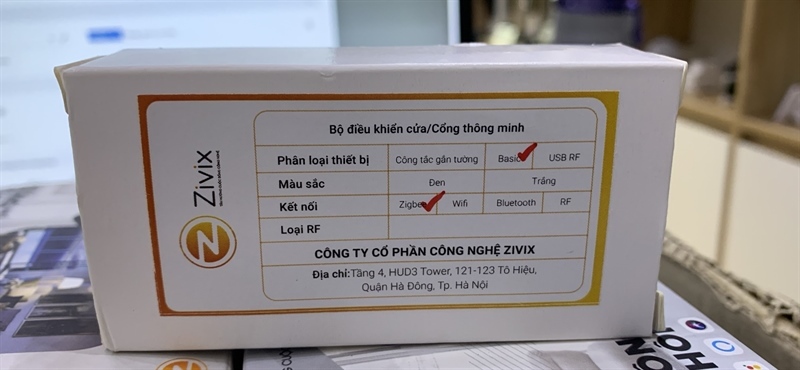 Zivix
Bộ điều khiển cửa/Cổng thông minh
Phân loại thiết bị Công tắc gắn tường Basic USB RF
Màu sắc Đen Trắng
Kết nối Zigbee Wifi Bluetooth RF
Loại RF
CÔNG TY CỔ PHẦN CÔNG NGHỆ ZIVIX
Địa chỉ:Tầng 4, HUD3 Tower, 121-123 Tô Hiệu,
Quận Hà Đông, Tp. Hà Nội